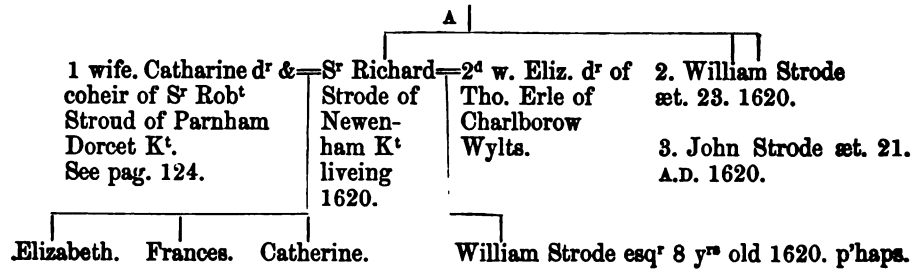 A
1 wife. Catharine dʳ &
coheir of Sʳ Robᵗ
Stroud of Parnham
Dorcet Kᵗ.
See pag. 124.
Sʳ Richard
Strode of
Newen-
ham Kᵗ
liveing
1620.
2ᵈ w. Eliz. dʳ of
Tho. Erle of
Charlborow
Wylts.
2. William Strode
æt. 23. 1620.
3. John Strode æt. 21.
A.D. 1620.
Elizabeth. Frances. Catherine. William Strode esqʳ 8 yʳˢ old 1620. p'haps.